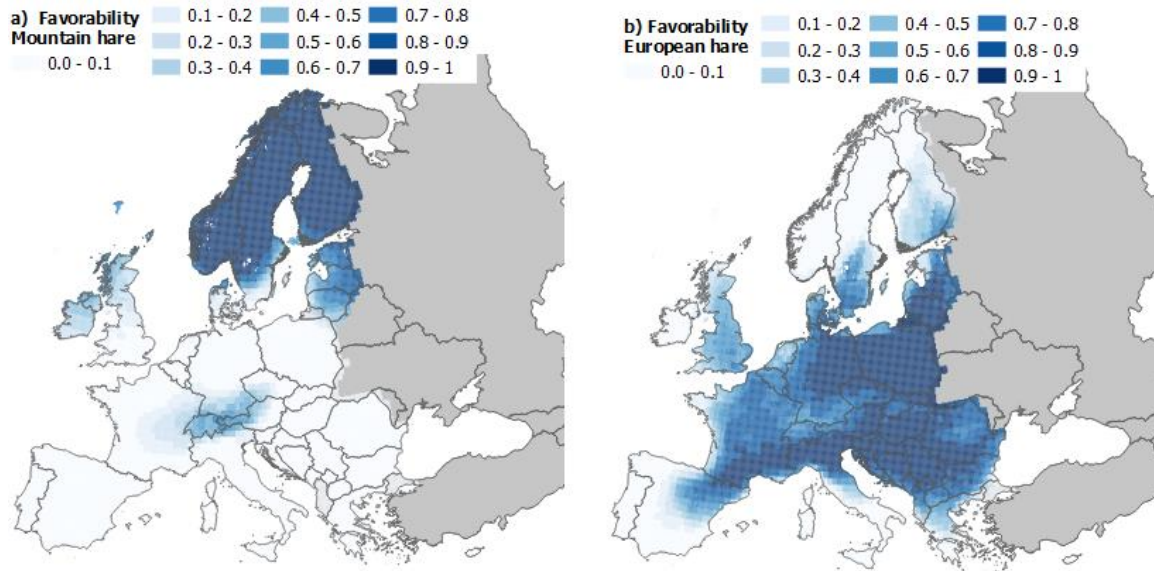 a) Favorability
Mountain hare
0.0 - 0.1
0.1 - 0.2
0.2 - 0.3
0.3 - 0.4
0.4 - 0.5
0.5 - 0.6
0.6 - 0.7
0.7 - 0.8
0.8 - 0.9
0.9 - 1
b) Favorability
European hare
0.0 - 0.1
0.1 - 0.2
0.2 - 0.3
0.3 - 0.4
0.4 - 0.5
0.5 - 0.6
0.6 - 0.7
0.7 - 0.8
0.8 - 0.9
0.9 - 1